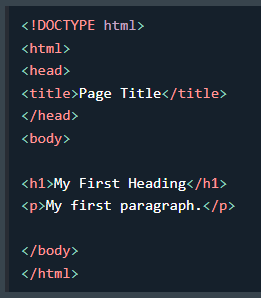 <!DOCTYPE html>
<html>
<head>
<title>Page Title</title>
</head>
<body>

<h1>My First Heading</h1>
<p>My first paragraph.</p>

</body>
</html>